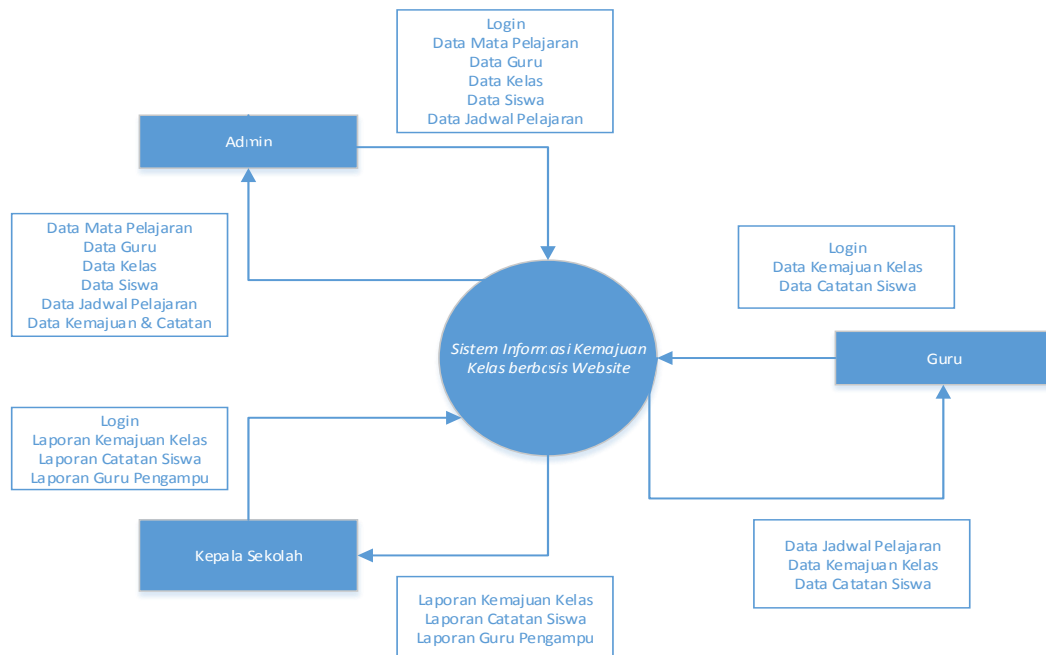 Login
Data Mata Pelajaran
Data Guru
Data Kelas
Data Siswa
Data Jadwal Pelajaran
Admin
Data Mata Pelajaran
Data Guru
Data Kelas
Data Siswa
Data Jadwal Pelajaran
Data Kemajuan & Catatan
Login
Data Kemajuan Kelas
Data Catatan Siswa
Sistem Informasi Kemajuan
Kelas berbasis Website
Guru
Login
Laporan Kemajuan Kelas
Laporan Catatan Siswa
Laporan Guru Pengampu
Kepala Sekolah
Data Jadwal Pelajaran
Data Kemajuan Kelas
Data Catatan Siswa
Laporan Kemajuan Kelas
Laporan Catatan Siswa
Laporan Guru Pengampu